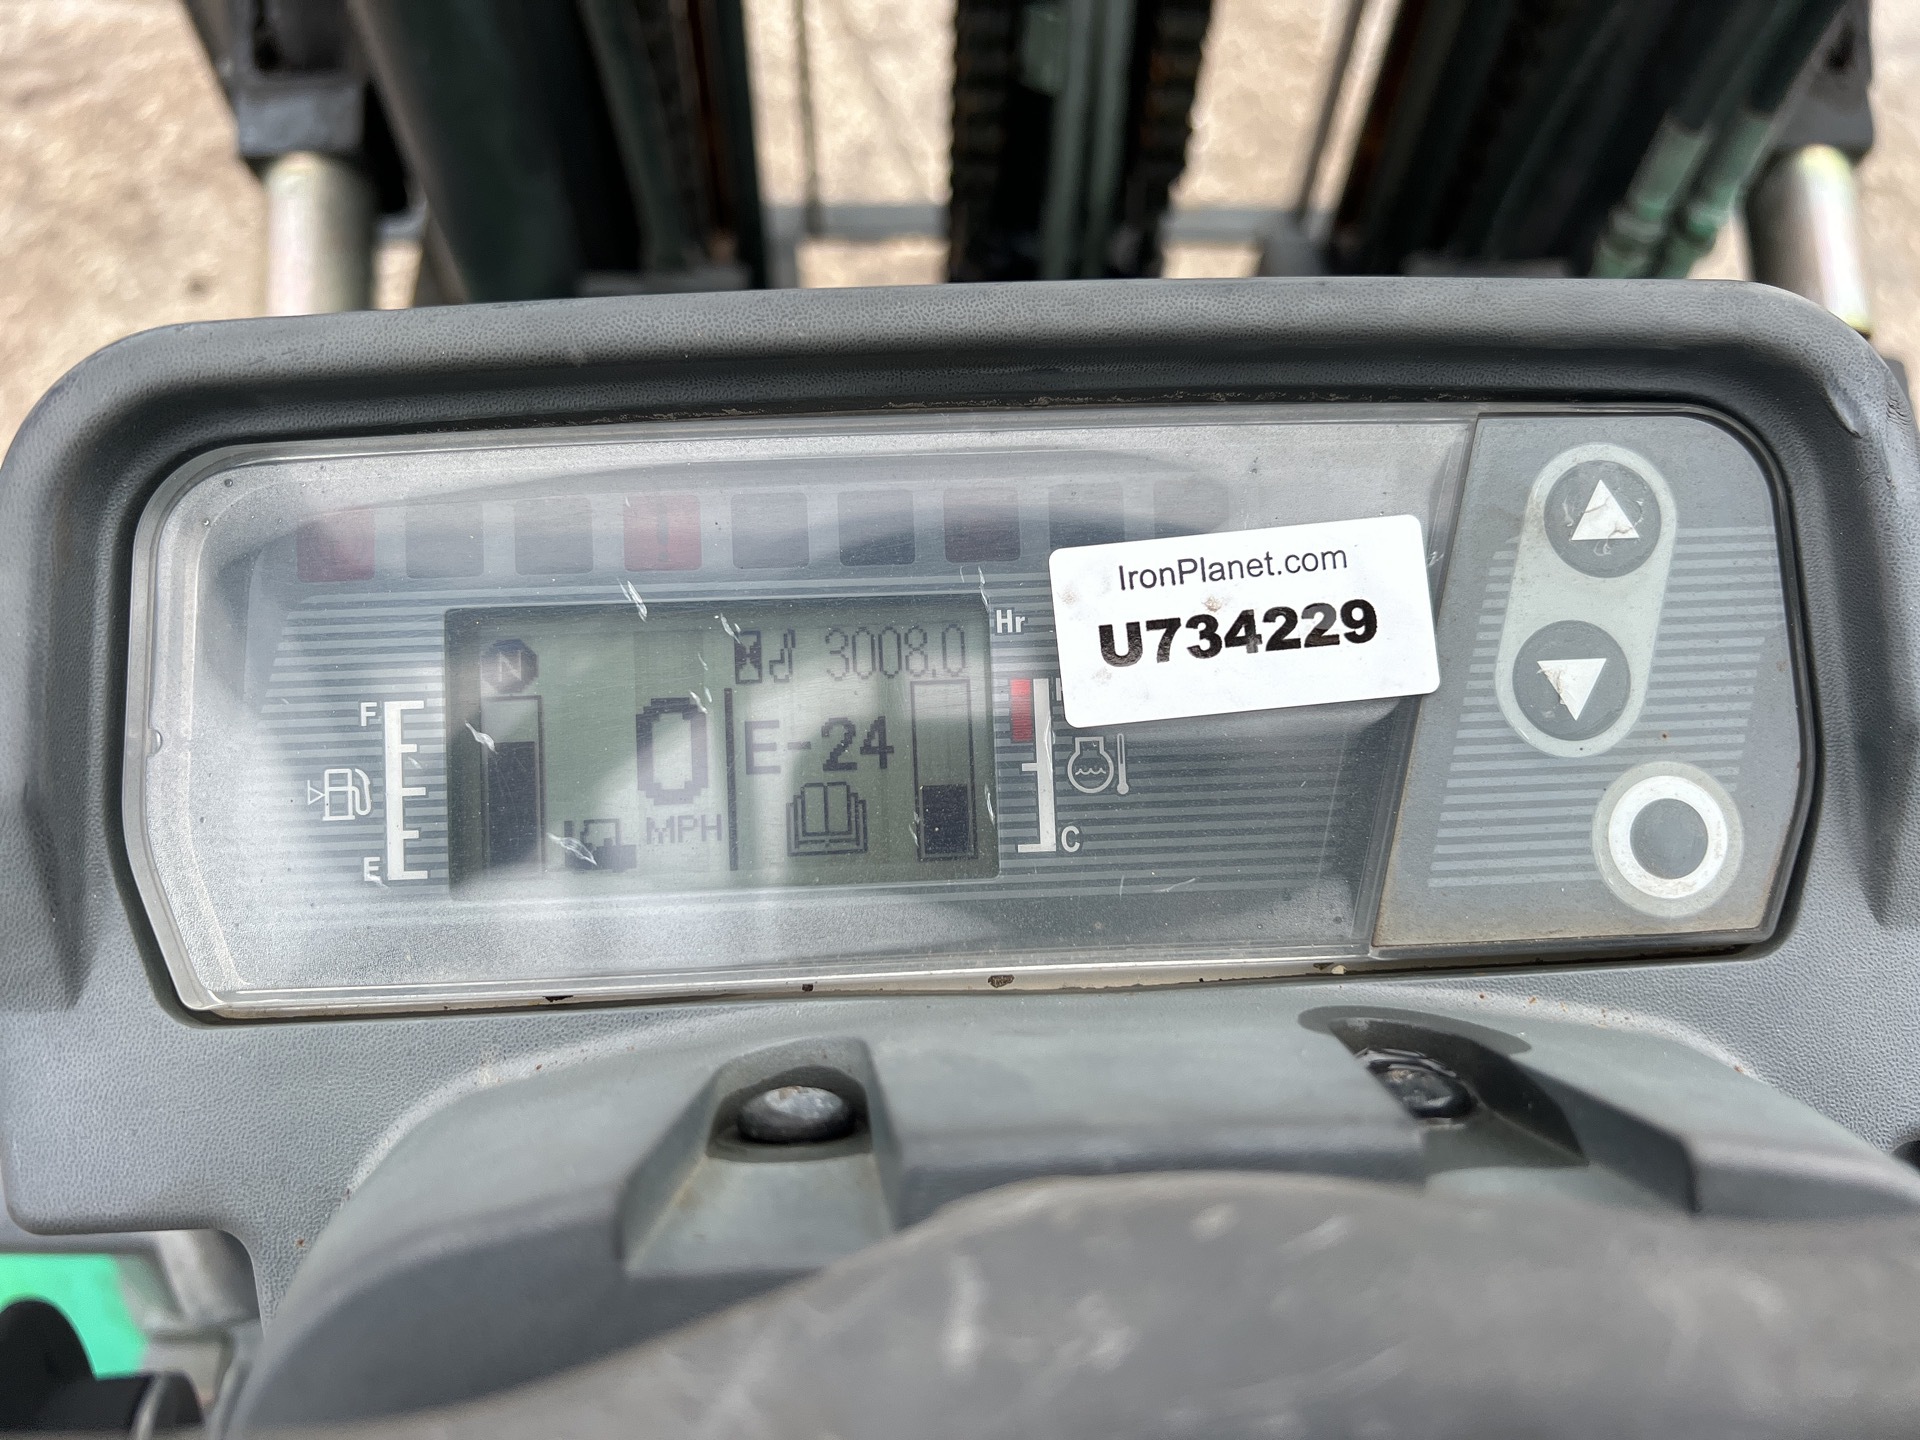 IronPlanet.com
U734229
N
3008.0
Hr
F
0
E-24
MPH
E
C